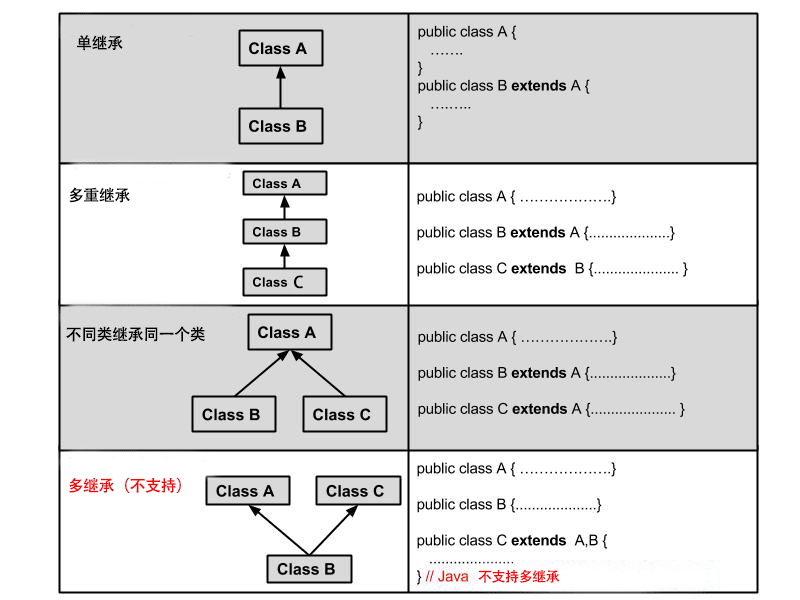 单继承
Class A
Class B
public class A {
.......
}
public class B extends A {
........
}
多重继承
Class A
Class B
Class C
public class A { ...................}
public class B extends A {....................}
public class C extends B {..................... }
不同类继承同一个类
Class A
Class B
Class C
public class A { ...................}
public class B extends A {....................}
public class C extends A {..................... }
多继承（不支持）
Class A
Class C
Class B
public class A { ...................}
public class B {....................}
public class C extends A,B {
.....................
} // Java 不支持多继承